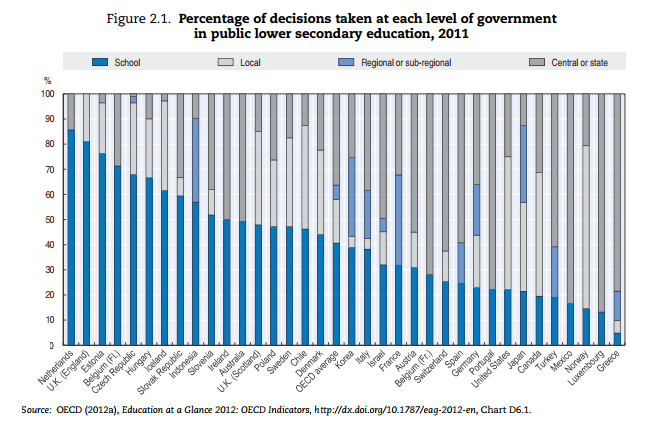 Figure 2.1. Percentage of decisions taken at each level of government
in public lower secondary education, 2011
School
Local
Regional or sub-regional
Central or state
%
100
90
80
70
60
50
40
30
20
10
0
Netherlands
U.K. (England)
Estonia
Belgium (Fl.)
Czech Republic
Hungary
Iceland
Slovak Republic
Indonesia
Slovenia
Ireland
Australia
U.K. (Scotland)
Poland
Sweden
Chile
Denmark
OECD average
Korea
Italy
Israel
France
Austria
Belgium (Fr.)
Switzerland
Spain
Germany
Portugal
United States
Japan
Canada
Turkey
Mexico
Norway
Luxembourg
Greece
Source: OECD (2012a), Education at a Glance 2012: OECD Indicators, http://dx.doi.org/10.1787/eag-2012-en, Chart D6.1.